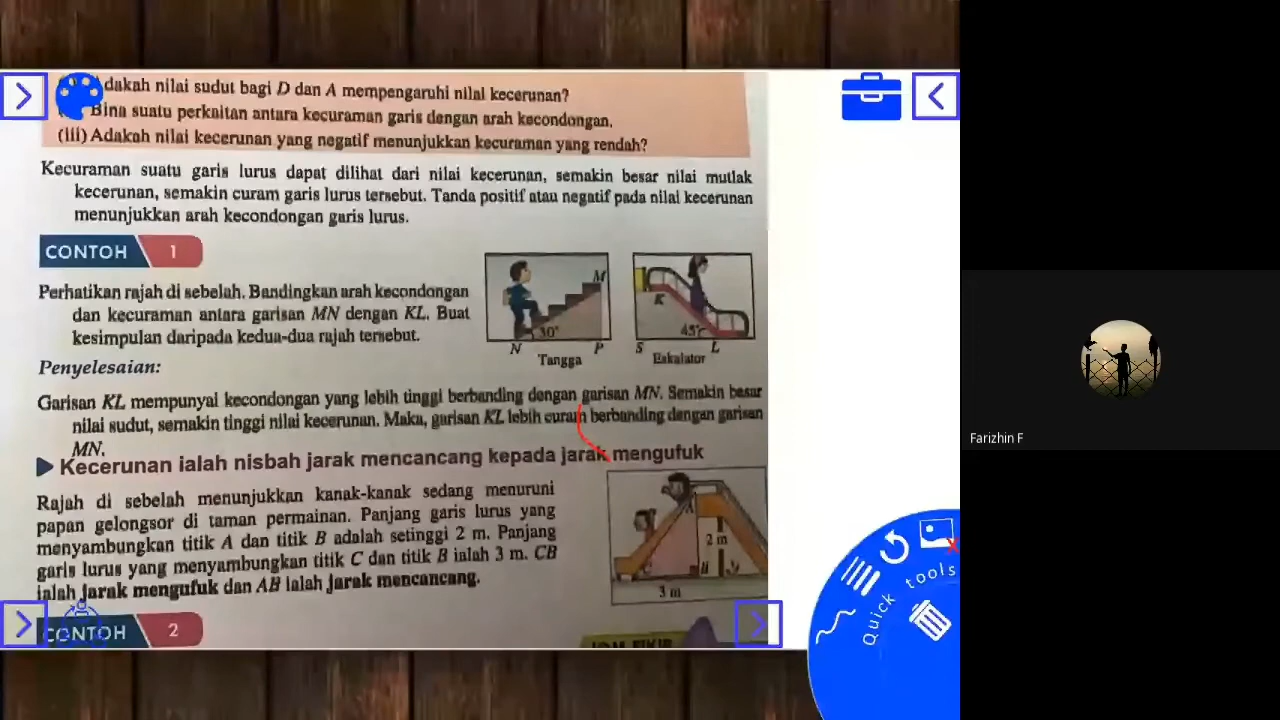 dakah nilai sudut bagi D dan A mempengaruhi nilai kecerunan?
Bina suatu perkaitan antara kecuraman garis dengan arah kecondongan.
(iii) Adakah nilai kecerunan yang negatif menunjukkan kecuraman yang rendah?
Kecuraman suatu garis lurus dapat dilihat dari nilai kecerunan, semakin besar nilai mutlak
kecerunan, semakin curam garis lurus tersebut. Tanda positif atau negatif pada nilai kecerunan
menunjukkan arah kecondongan garis lurus.
CONTOH 1
Perhatikan rajah di sebelah. Bandingkan arah kecondongan
dan kecuraman antara garisan MN dengan KL. Buat
kesimpulan daripada kedua-dua rajah tersebut.
M
30°
N P
Tangga
K
45°
S L
Eskalator
Penyelesaian:
Garisan KL mempunyai kecondongan yang lebih tinggi berbanding dengan garisan MN. Semakin besar
nilai sudut, semakin tinggi nilai kecerunan. Maka, garisan KL lebih curam berbanding dengan garisan
MN.
Kecerunan ialah nisbah jarak mencancang kepada jarak mengufuk
Rajah di sebelah menunjukkan kanak-kanak sedang menuruni
papan gelongsor di taman permainan. Panjang garis lurus yang
menyambungkan titik A dan titik B adalah setinggi 2 m. Panjang
garis lurus yang menyambungkan titik C dan titik B ialah 3 m. CB
ialah jarak mengufuk dan AB ialah jarak mencancang.
A
2 m
B
3 m
CONTOH 2
JOM FIKIR
Quick tools
Farizhin F